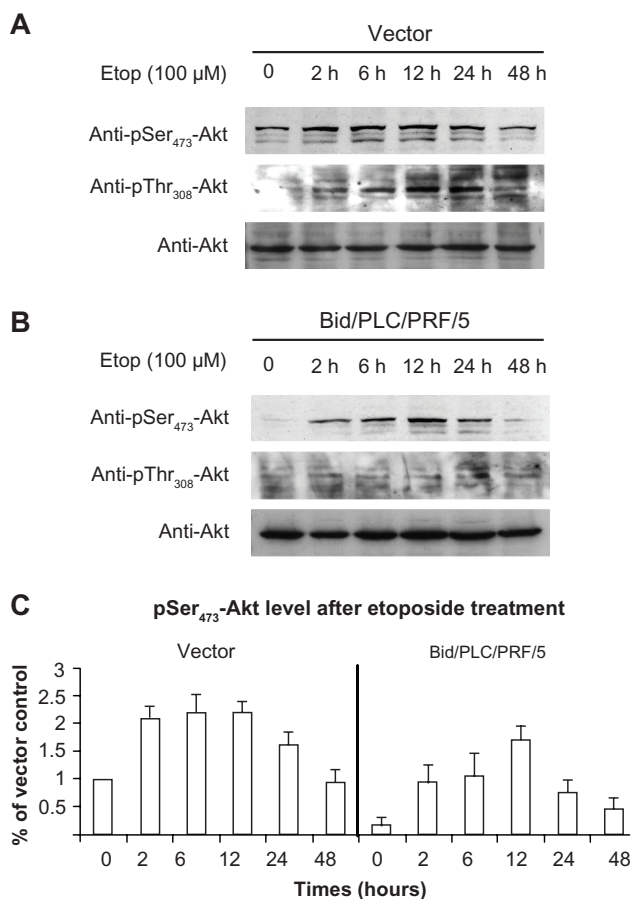 A
Vector
Etop (100 µM) 0 2 h 6 h 12 h 24 h 48 h
Anti-pSer473-Akt
Anti-pThr308-Akt
Anti-Akt
B
Bid/PLC/PRF/5
Etop (100 µM) 0 2 h 6 h 12 h 24 h 48 h
Anti-pSer473-Akt
Anti-pThr308-Akt
Anti-Akt
C
pSer473-Akt level after etoposide treatment
Vector Bid/PLC/PRF/5
% of vector control
3
2.5
2
1.5
1
0.5
0 2 6 12 24 48 0 2 6 12 24 48
Times (hours)